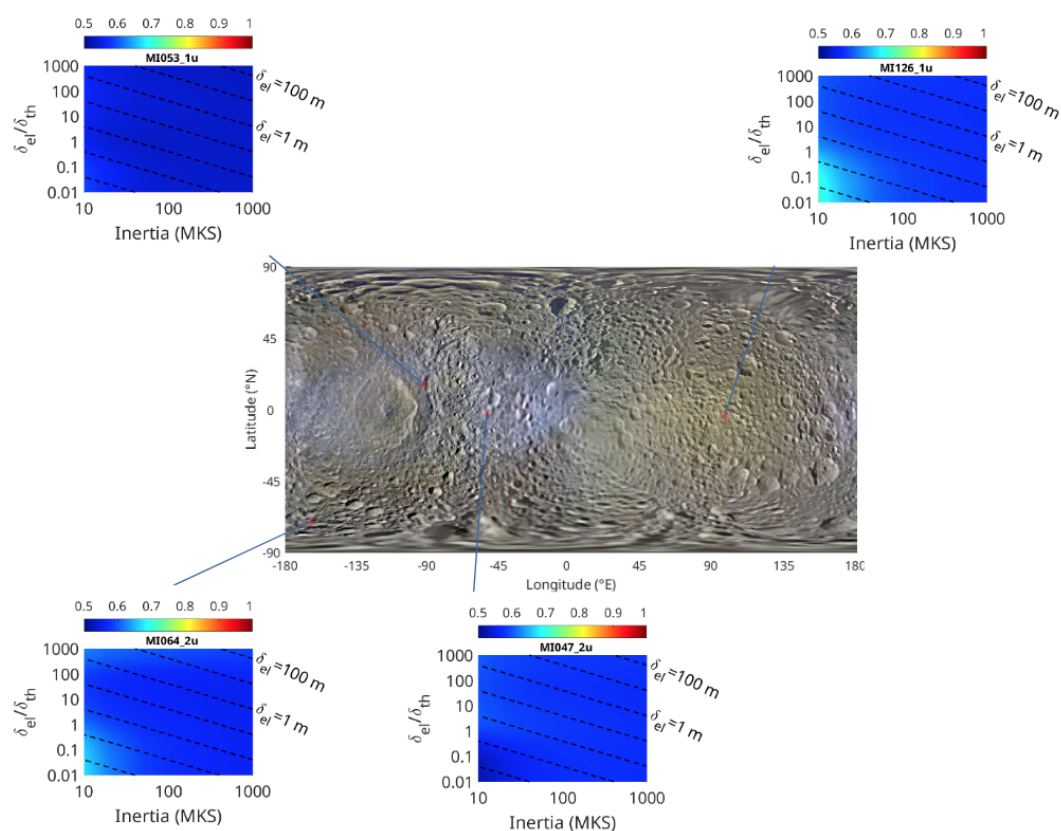 0.5 0.6 0.7 0.8 0.9 1
MI053_1u
1000
100
10
1
0.1
0.01
δel/δth
δel=100 m
δel=1 m
10 100 1000
Inertia (MKS)
0.5 0.6 0.7 0.8 0.9 1
MI126_1u
1000
100
10
1
0.1
0.01
δel/δth
δel=100 m
δel=1 m
10 100 1000
Inertia (MKS)
90
45
0
-45
-90
Latitude (°N)
-180 -135 -90 -45 0 45 90 135 180
Longitude (°E)
0.5 0.6 0.7 0.8 0.9 1
MI064_2u
1000
100
10
1
0.1
0.01
δel/δth
δel=100 m
δel=1 m
10 100 1000
Inertia (MKS)
0.5 0.6 0.7 0.8 0.9 1
MI047_2u
1000
100
10
1
0.1
0.01
δel/δth
δel=100 m
δel=1 m
10 100 1000
Inertia (MKS)